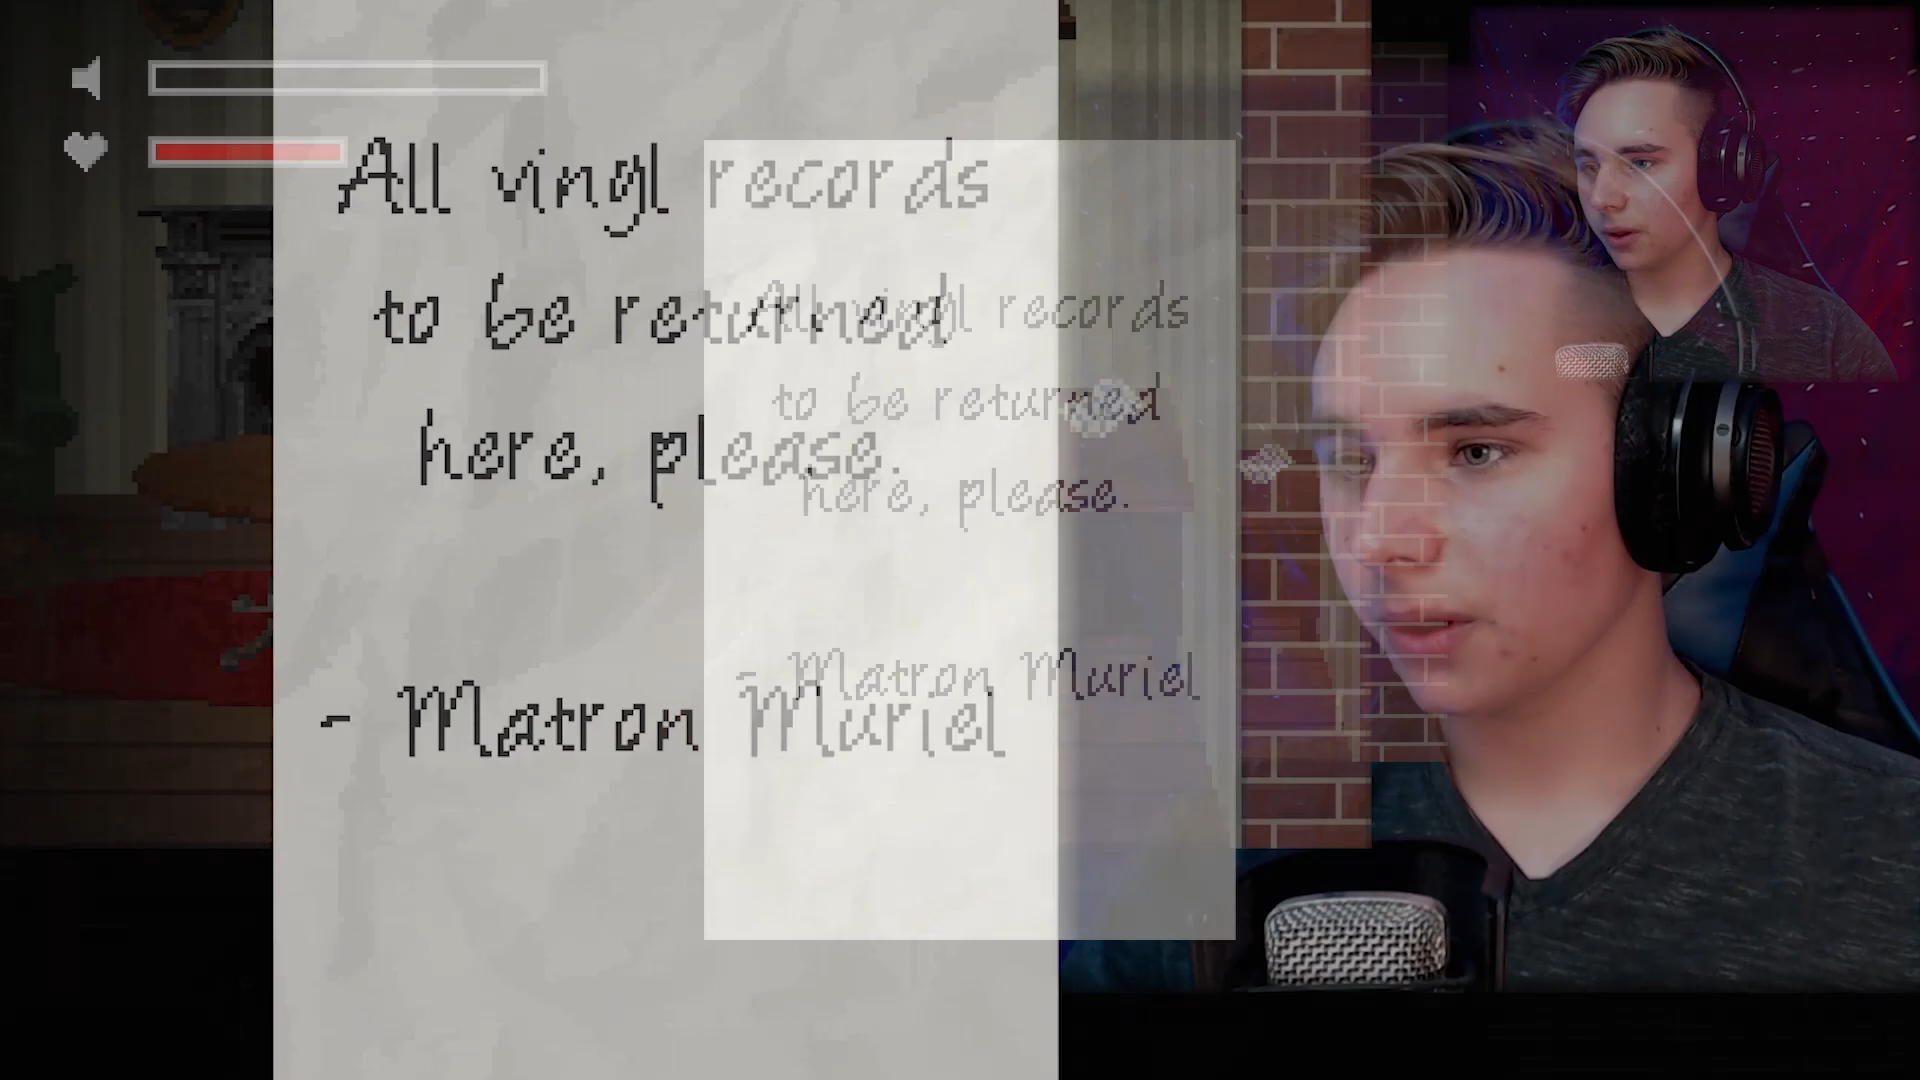 All vinyl records
to be returned
here, please.
- Matron Muriel
All vinyl records
to be returned
here, please.
- Matron Muriel